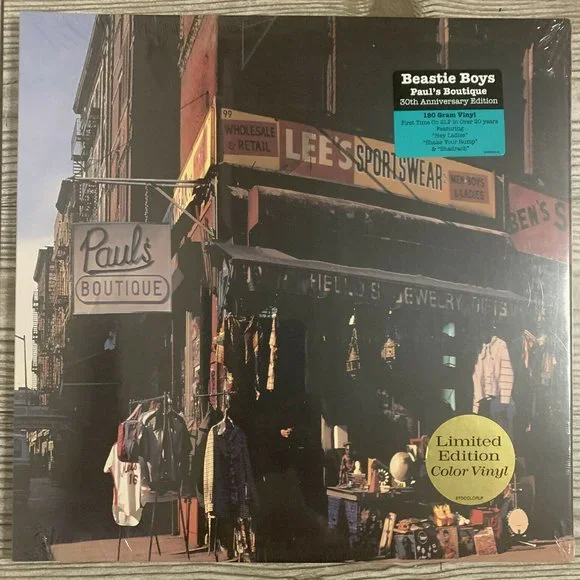 Beastie Boys
Paul's Boutique
30th Anniversary Edition
180 Gram Vinyl
First Time On 2LP in Over 20 years
Featuring
"Hey Ladies"
"Shake Your Rump"
& "Shadrach"
99
WHOLESALE
& RETAIL
LEE'S SPORTSWEAR
MEN BOYS
& LADIES
BEN'S S
Paul's
BOUTIQUE
JEWELRY GIFTS
16
Limited
Edition
Color Vinyl